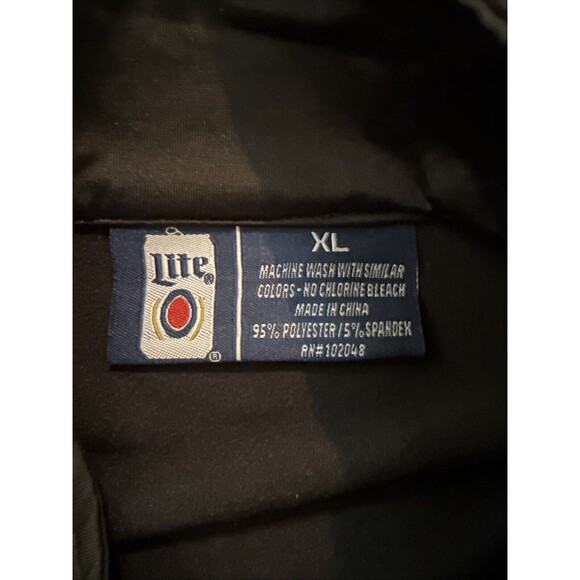 Lite®
®
XL
MACHINE WASH WITH SIMILAR
COLORS - NO CHLORINE BLEACH
MADE IN CHINA
95% POLYESTER / 5% SPANDEX
RN#102048